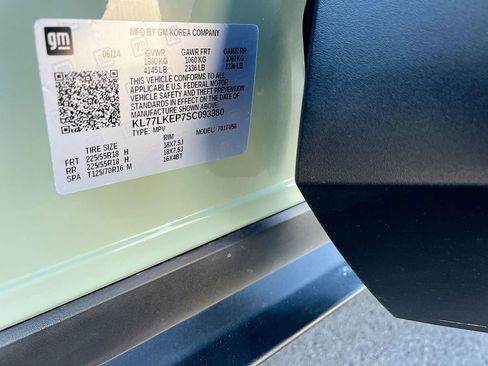 gm
MFD BY GM KOREA COMPANY
06/24 GVWR GAWR FRT GAWR RR
1880 KG 1060 KG 1060 KG
4145 LB 2336 LB 2336 LB
THIS VEHICLE CONFORMS TO ALL
APPLICABLE U.S. FEDERAL MOTOR
VEHICLE SAFETY AND THEFT
PREVENTION STANDARDS IN EFFECT
ON THE DATE OF
MANUFACTURE SHOWN ABOVE.
KL77LKEP7SC093380
TYPE: MPV MODEL: 701TV58
TIRE SIZE RIM
FRT 225/55R18 H 18X7.5J
RR 225/55R18 H 18X7.5J
SPA T125/70R16 M 16X4BT